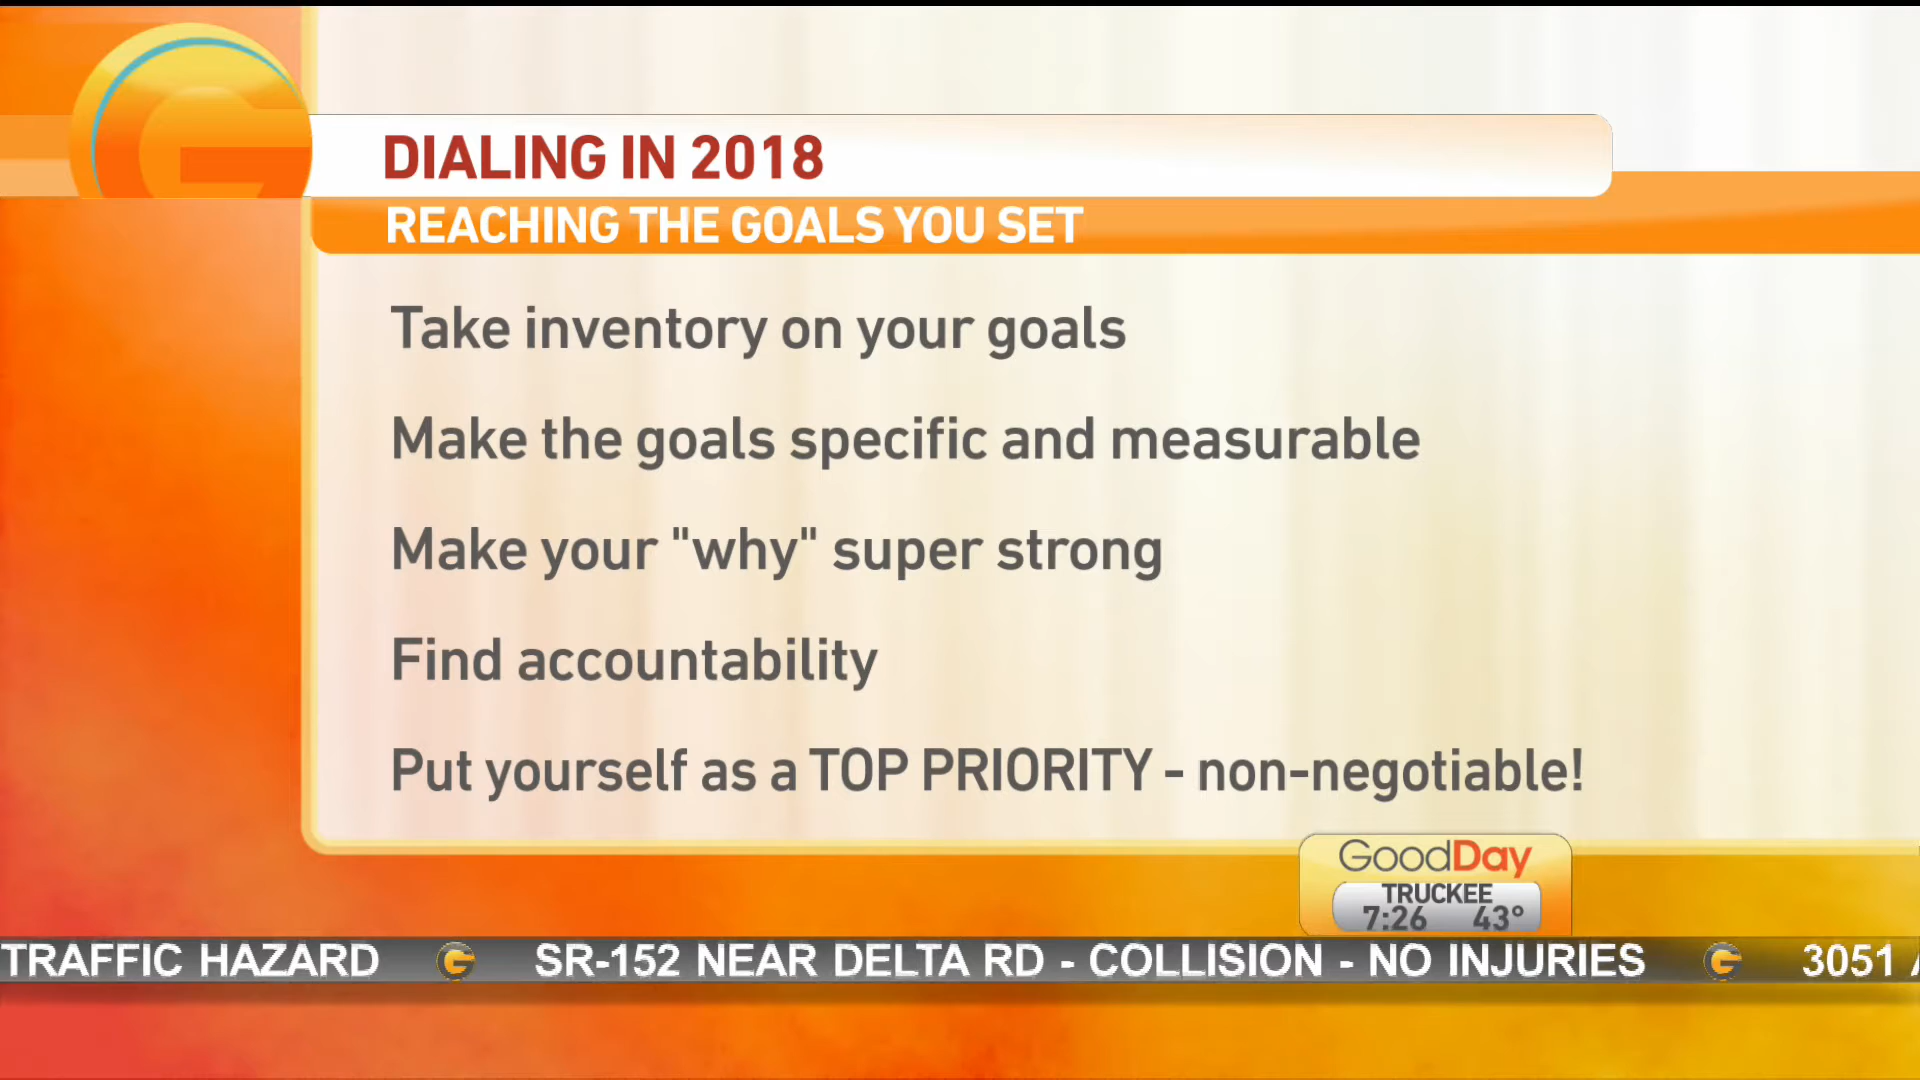 DIALING IN 2018
REACHING THE GOALS YOU SET
Take inventory on your goals
Make the goals specific and measurable
Make your "why" super strong
Find accountability
Put yourself as a TOP PRIORITY - non-negotiable!
GoodDay
TRUCKEE
7:26 43°
TRAFFIC HAZARD G SR-152 NEAR DELTA RD - COLLISION - NO INJURIES G 3051